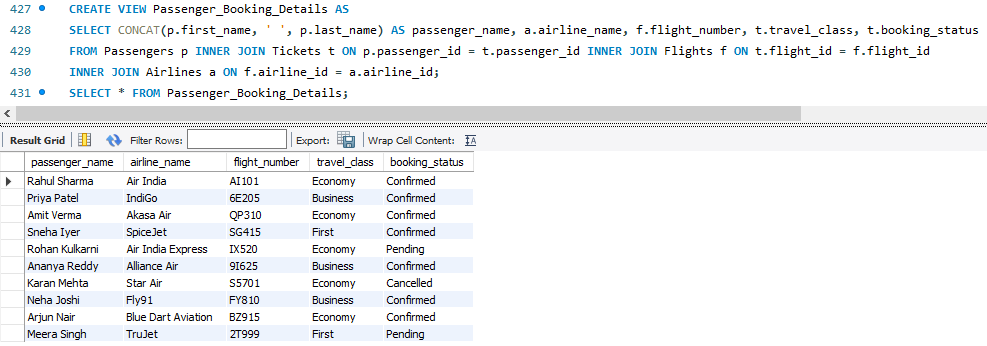 427 CREATE VIEW Passenger_Booking_Details AS
428 SELECT CONCAT(p.first_name, ' ', p.last_name) AS passenger_name, a.airline_name, f.flight_number, t.travel_class, t.booking_status
429 FROM Passengers p INNER JOIN Tickets t ON p.passenger_id = t.passenger_id INNER JOIN Flights f ON t.flight_id = f.flight_id
430 INNER JOIN Airlines a ON f.airline_id = a.airline_id;
431 SELECT * FROM Passenger_Booking_Details;
Result Grid Filter Rows: Export: Wrap Cell Content:
passenger_name airline_name flight_number travel_class booking_status
Rahul Sharma Air India AI101 Economy Confirmed
Priya Patel IndiGo 6E205 Business Confirmed
Amit Verma Akasa Air QP310 Economy Confirmed
Sneha Iyer SpiceJet SG415 First Confirmed
Rohan Kulkarni Air India Express IX520 Economy Pending
Ananya Reddy Alliance Air 9I625 Business Confirmed
Karan Mehta Star Air S5701 Economy Cancelled
Neha Joshi Fly91 FY810 Business Confirmed
Arjun Nair Blue Dart Aviation BZ915 Economy Confirmed
Meera Singh TruJet 2T999 First Pending